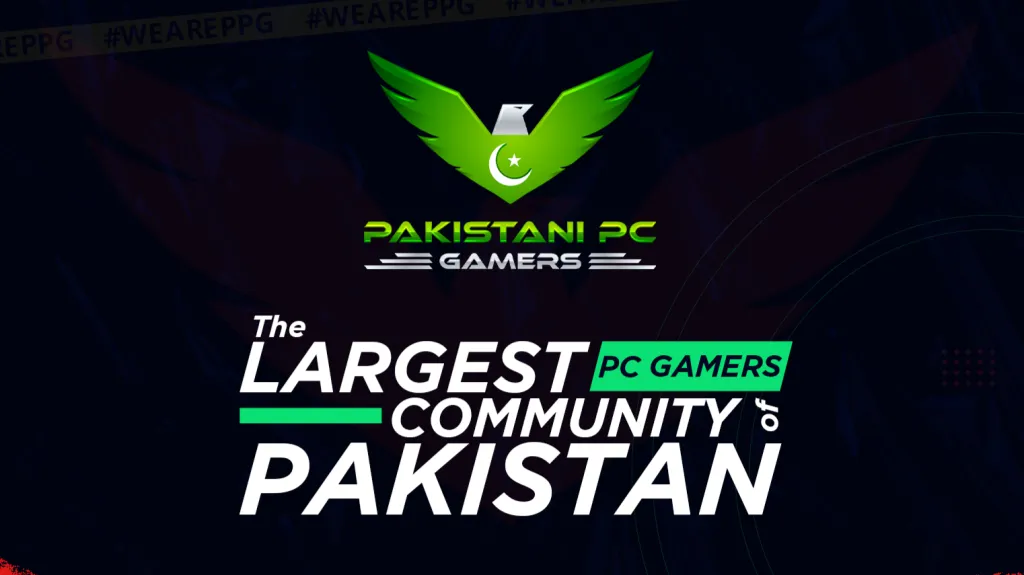 #WEAREPPG #WEAREPPG
PAKISTANI PC
GAMERS
The
LARGEST PC GAMERS
COMMUNITY of
PAKISTAN